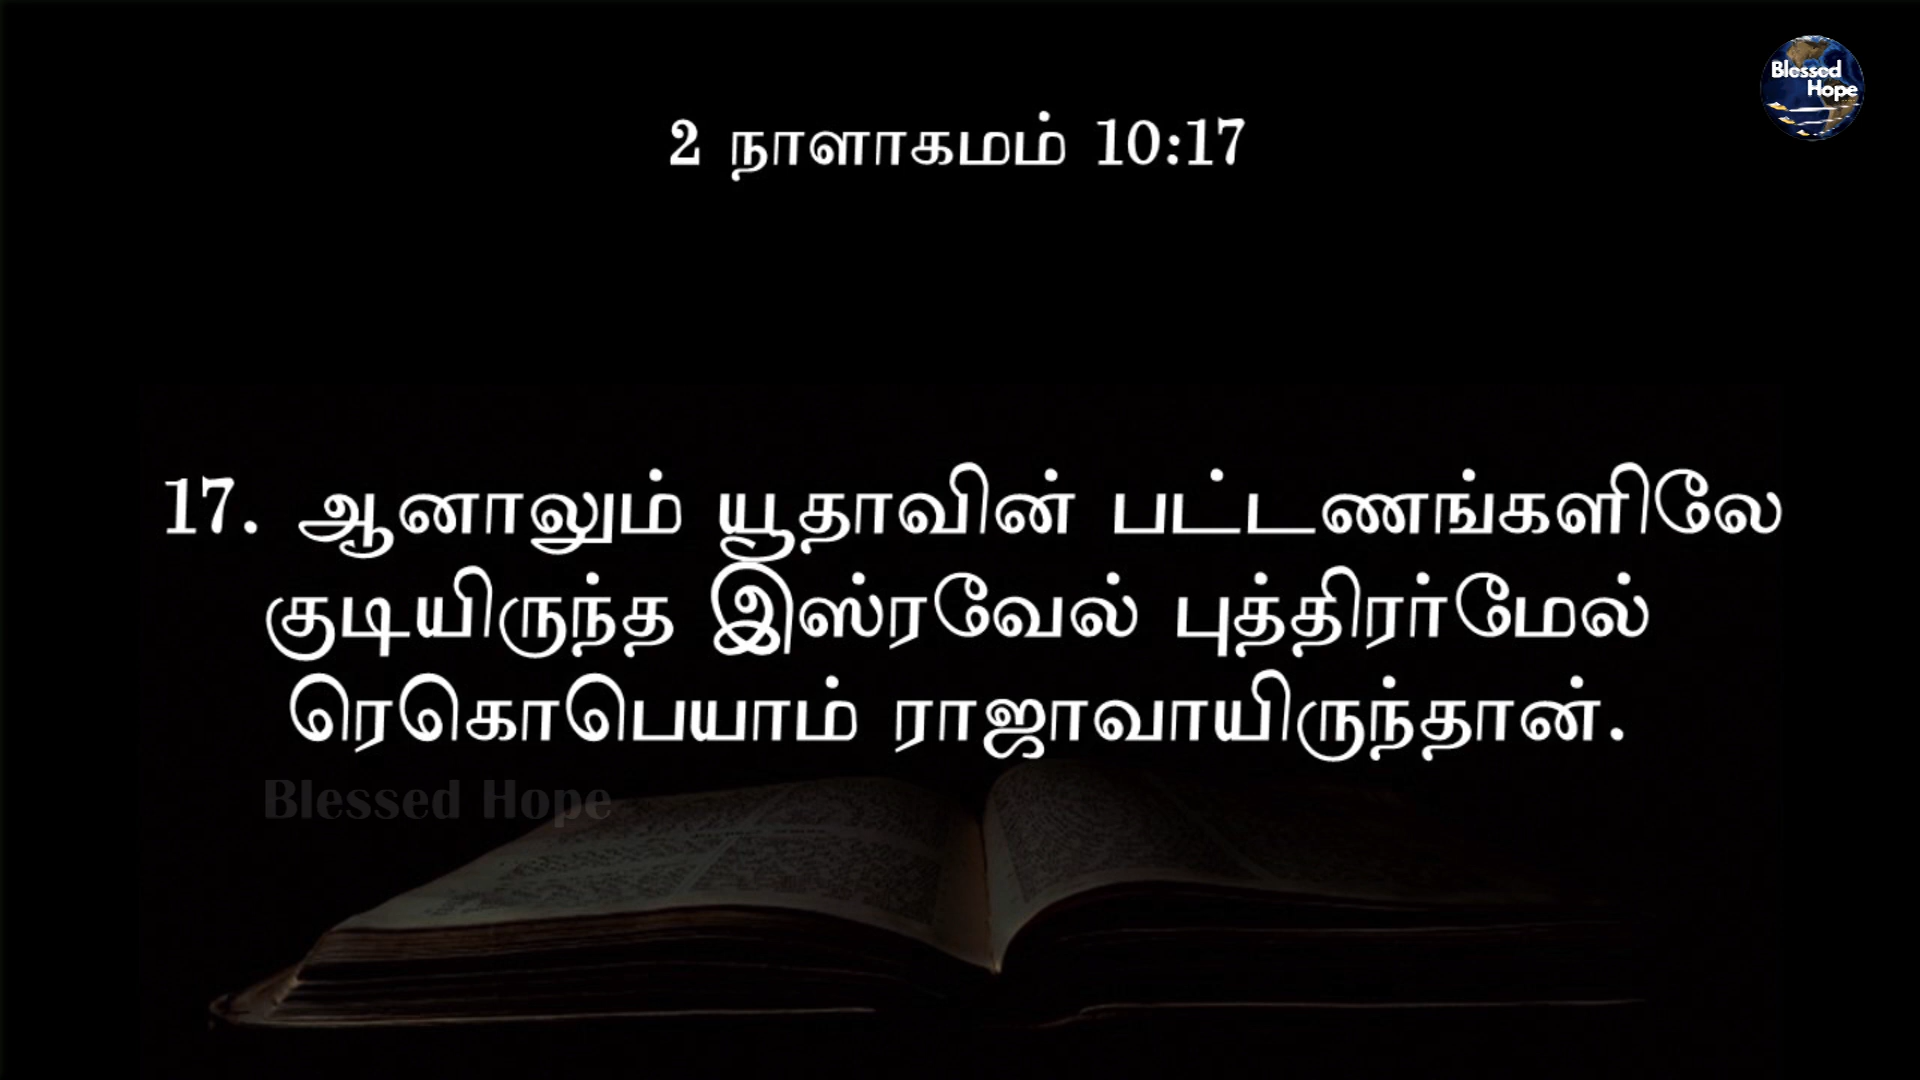 Blessed
Hope
2 நாளாகமம் 10:17
17. ஆனாலும் யூதாவின் பட்டணங்களிலே
குடியிருந்த இஸ்ரவேல் புத்திரர்மேல்
ரெகொபெயாம் ராஜாவாயிருந்தான்.
Blessed Hope